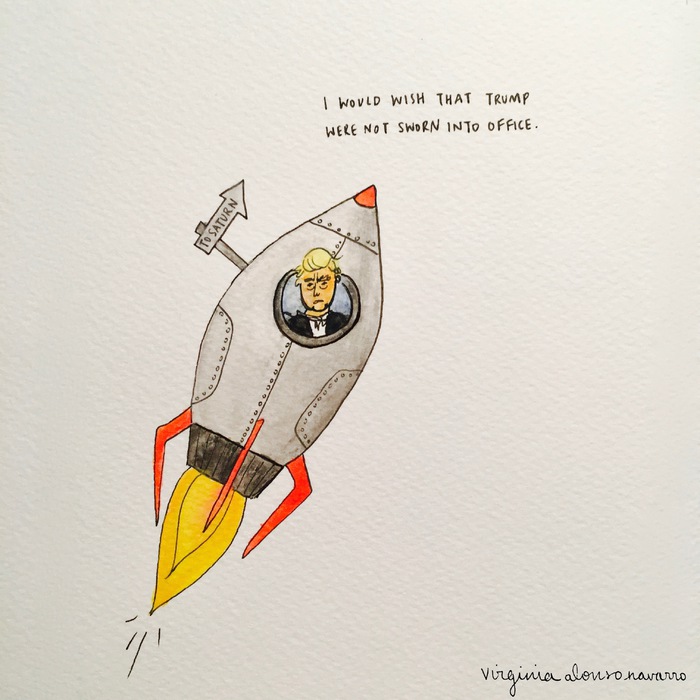 I WOULD WISH THAT TRUMP
WERE NOT SWORN INTO OFFICE.
TO SATURN
virginia alonso navarro